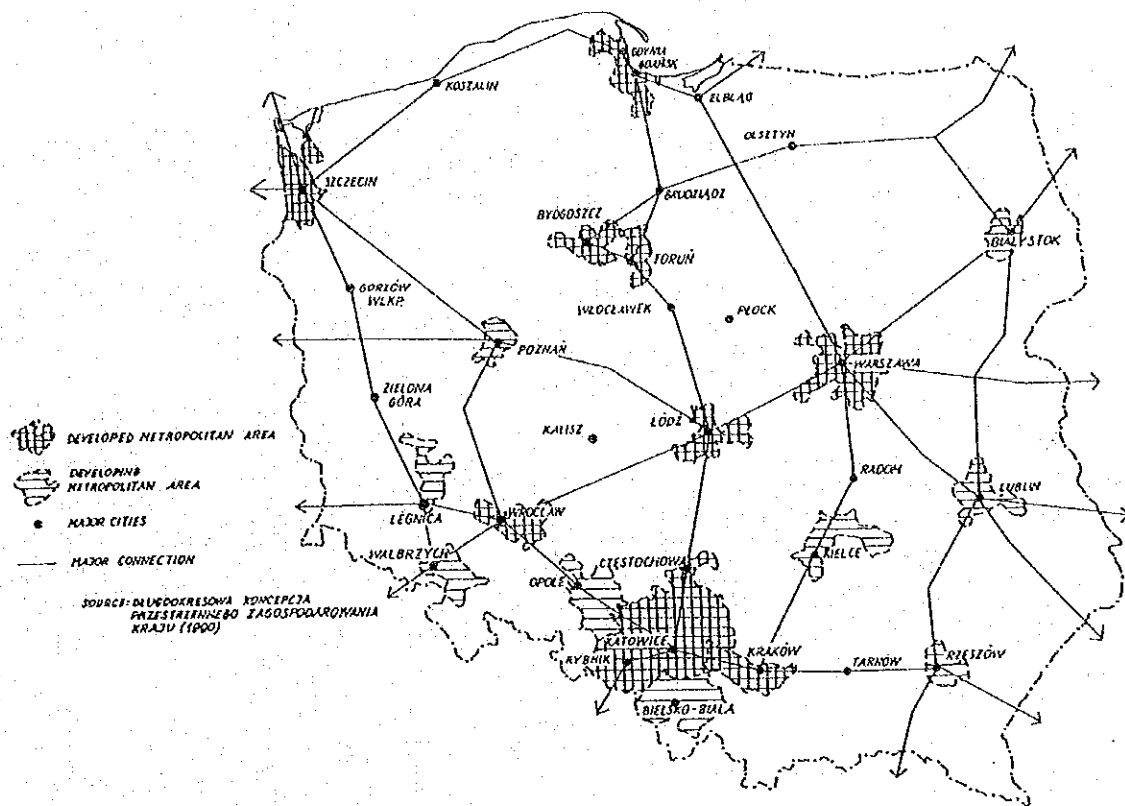 GDYNIA
GDAŃSK
KOSZALIN
ELBLĄG
OLSZTYN
SZCZECIN
GRUDZIĄDZ
BYDGOSZCZ
BIAŁYSTOK
TORUŃ
GORZÓW
WLKP.
WŁOCŁAWEK
PŁOCK
POZNAŃ
WARSZAWA
ZIELONA
GÓRA
ŁÓDŹ
KALISZ
DEVELOPED METROPOLITAN AREA
DEVELOPING
METROPOLITAN AREA
RADOM
LUBLIN
MAJOR CITIES
LEGNICA
WROCŁAW
MAJOR CONNECTION
WAŁBRZYCH
KIELCE
CZĘSTOCHOWA
OPOLE
SOURCE: DŁUGOOKRESOWA KONCEPCJA
PRZESTRZENNEGO ZAGOSPODAROWANIA
KRAJU (1990)
KATOWICE
RYBNIK
KRAKÓW
TARNÓW
RZESZÓW
BIELSKO-BIAŁA